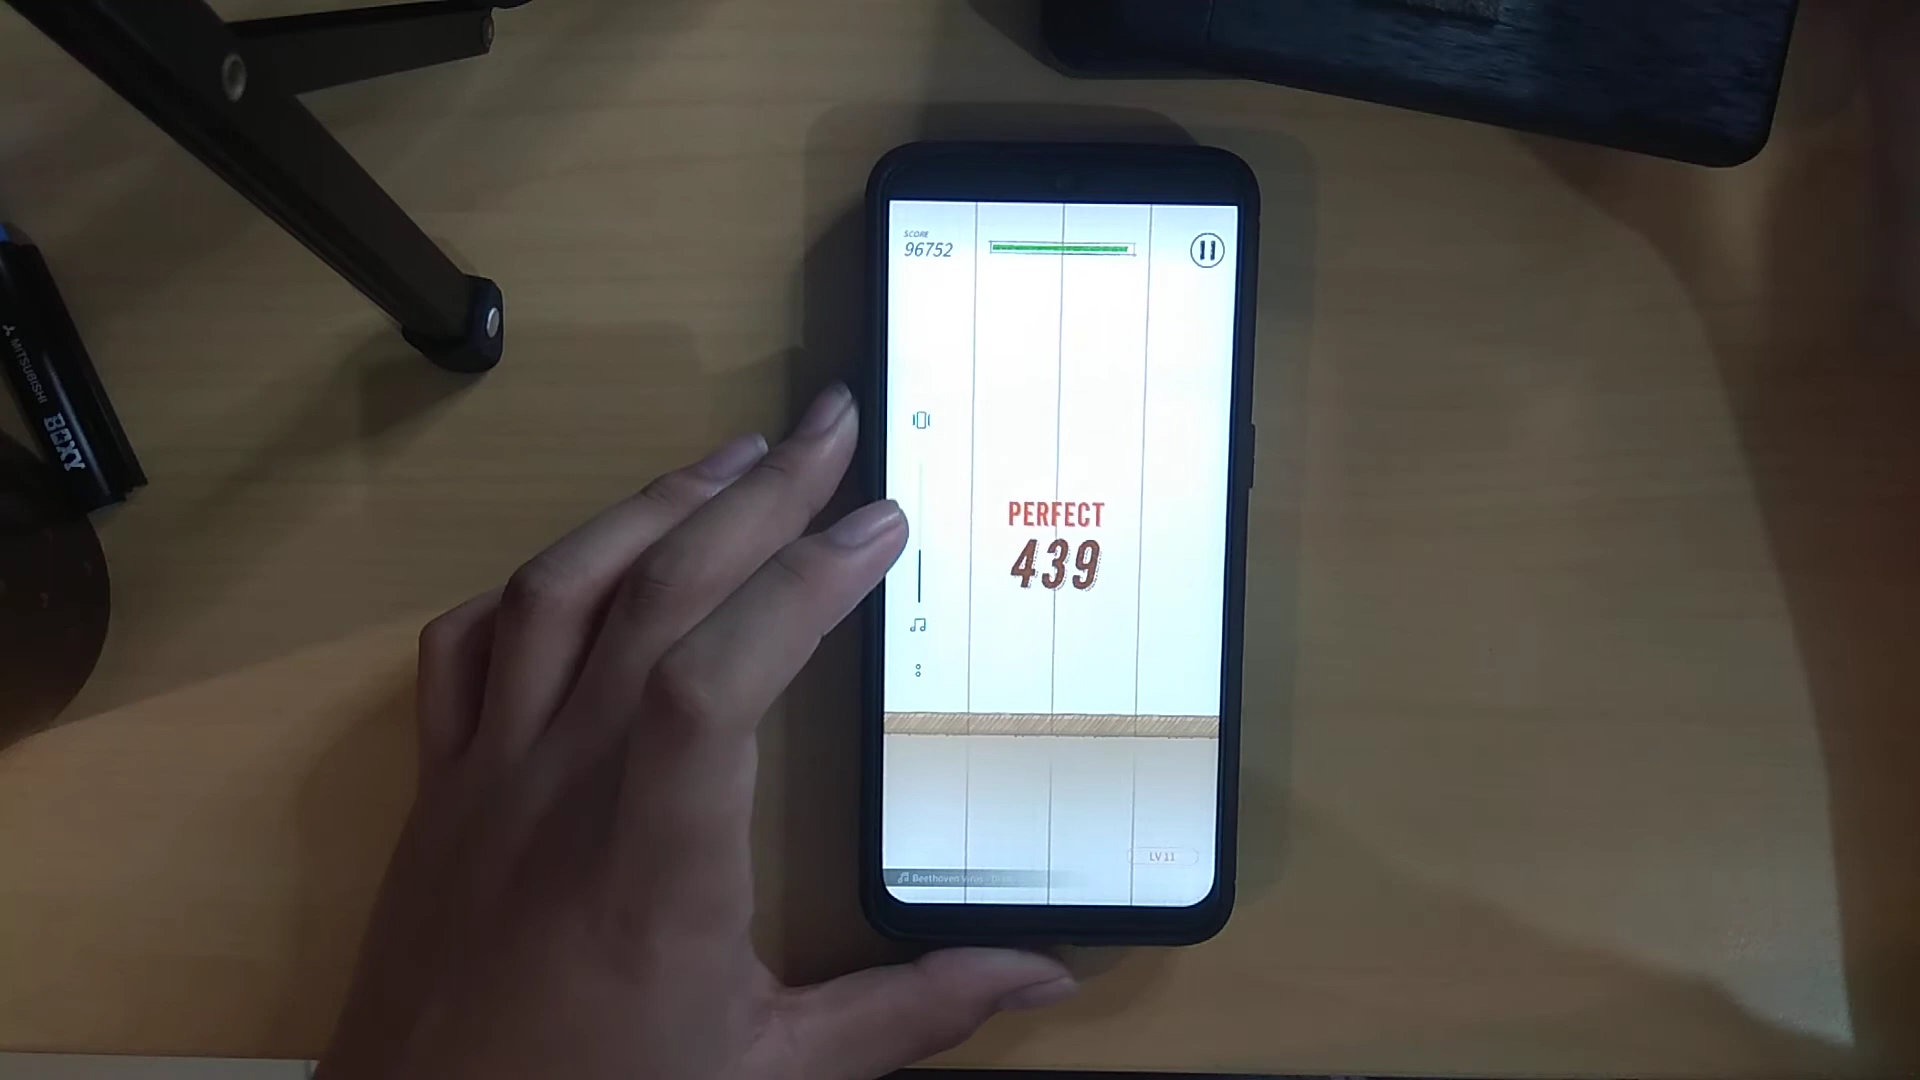 SCORE
96752
PERFECT
439
LV 11
Beethoven Virus - D
MITSUBISHI
BOXY